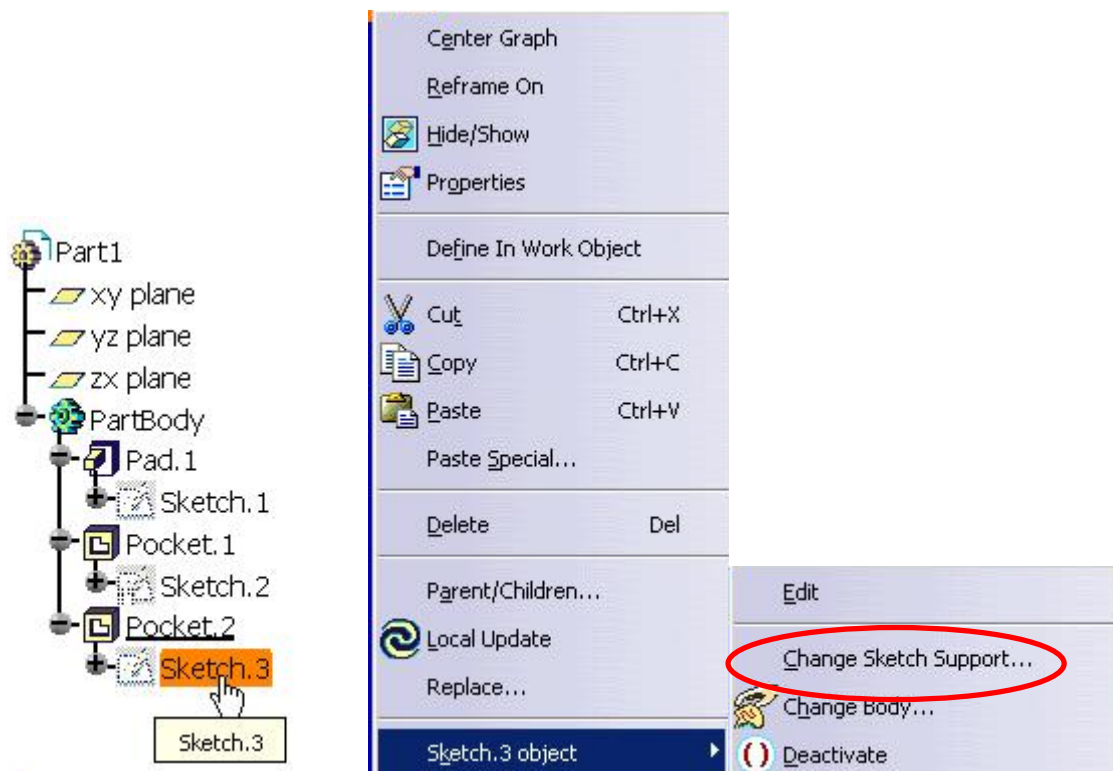 Part1
xy plane
yz plane
zx plane
PartBody
Pad.1
Sketch.1
Pocket.1
Sketch.2
Pocket.2
Sketch.3
Sketch.3
Center Graph
Reframe On
Hide/Show
Properties
Define In Work Object
Cut Ctrl+X
Copy Ctrl+C
Paste Ctrl+V
Paste Special...
Delete Del
Parent/Children...
Local Update
Replace...
Sketch.3 object
Edit
Change Sketch Support...
Change Body...
Deactivate